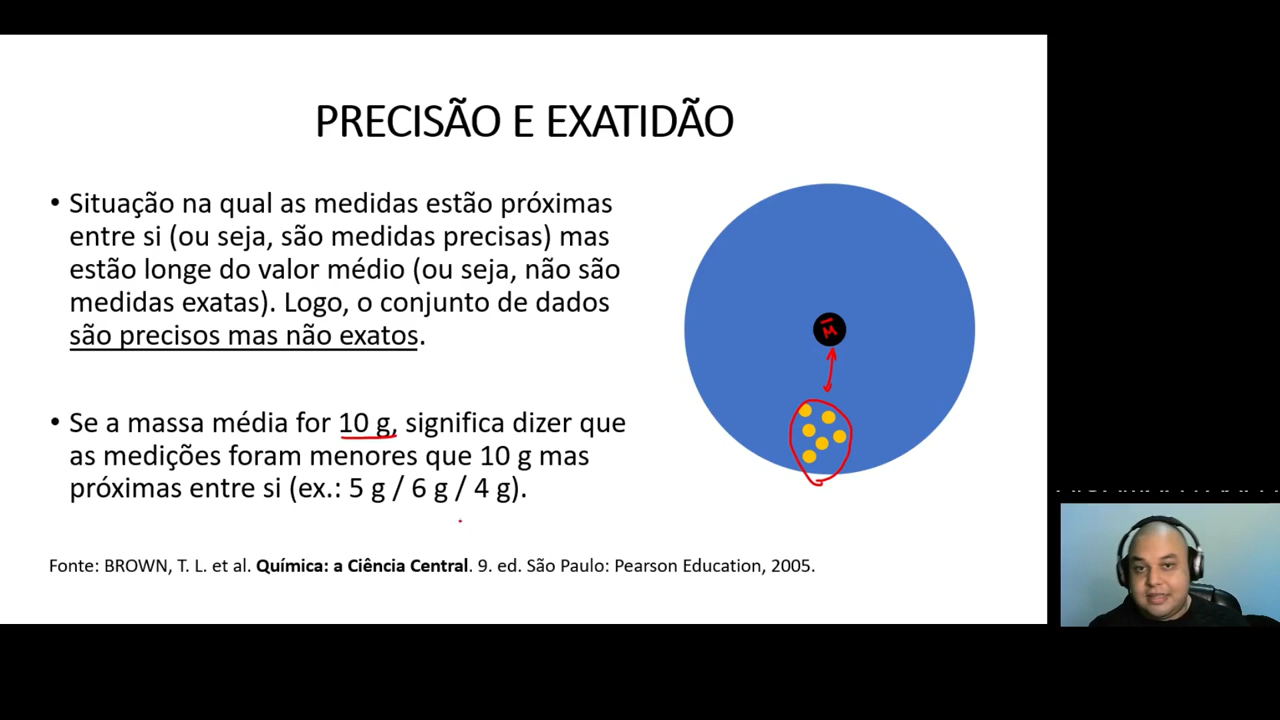 PRECISÃO E EXATIDÃO
• Situação na qual as medidas estão próximas
entre si (ou seja, são medidas precisas) mas
estão longe do valor médio (ou seja, não são
medidas exatas). Logo, o conjunto de dados
são precisos mas não exatos.
• Se a massa média for 10 g, significa dizer que
as medições foram menores que 10 g mas
próximas entre si (ex.: 5 g / 6 g / 4 g).
Fonte: BROWN, T. L. et al. Química: a Ciência Central. 9. ed. São Paulo: Pearson Education, 2005.